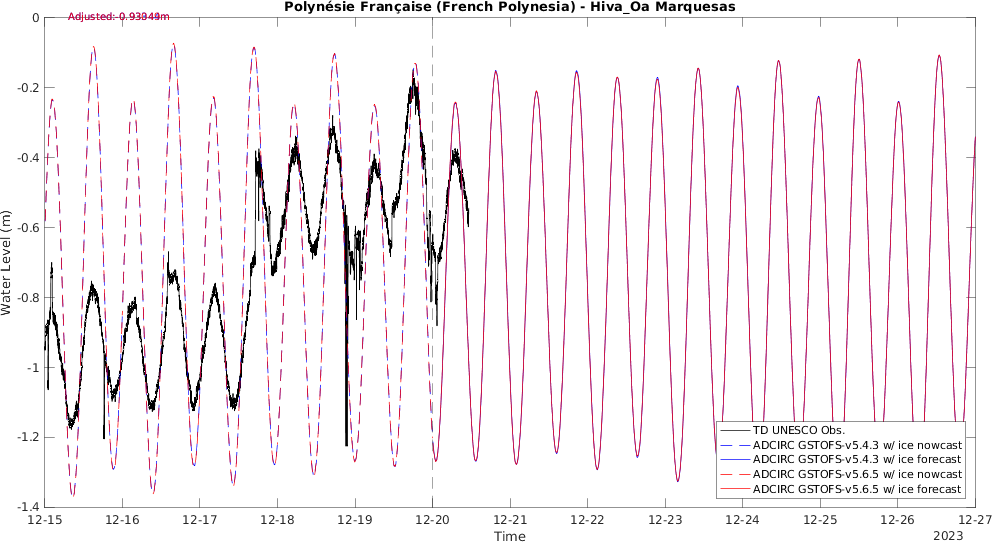 Polynésie Française (French Polynesia) - Hiva_Oa Marquesas
Adjusted:
0
-0.2
-0.4
-0.6
-0.8
-1
-1.2
-1.4
Water Level (m)
TD UNESCO Obs.
ADCIRC GSTOFS-v5.4.3 w/ ice nowcast
ADCIRC GSTOFS-v5.4.3 w/ ice forecast
ADCIRC GSTOFS-v5.6.5 w/ ice nowcast
ADCIRC GSTOFS-v5.6.5 w/ ice forecast
12-15 12-16 12-17 12-18 12-19 12-20 12-21 12-22 12-23 12-24 12-25 12-26 12-27
Time
2023